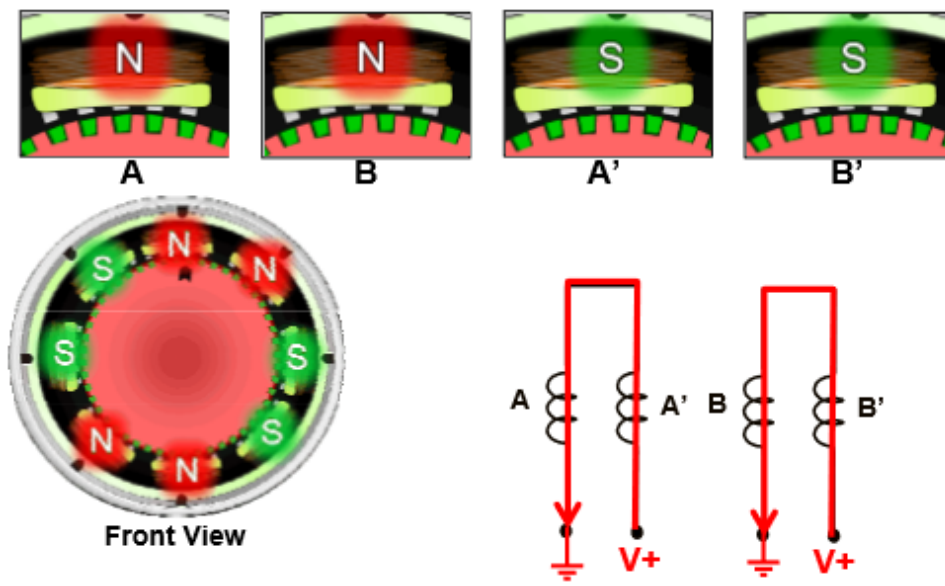 N N S S
A B A’ B’
N
S N
S S
N S
N
Front View
A A’ B B’
V+ V+